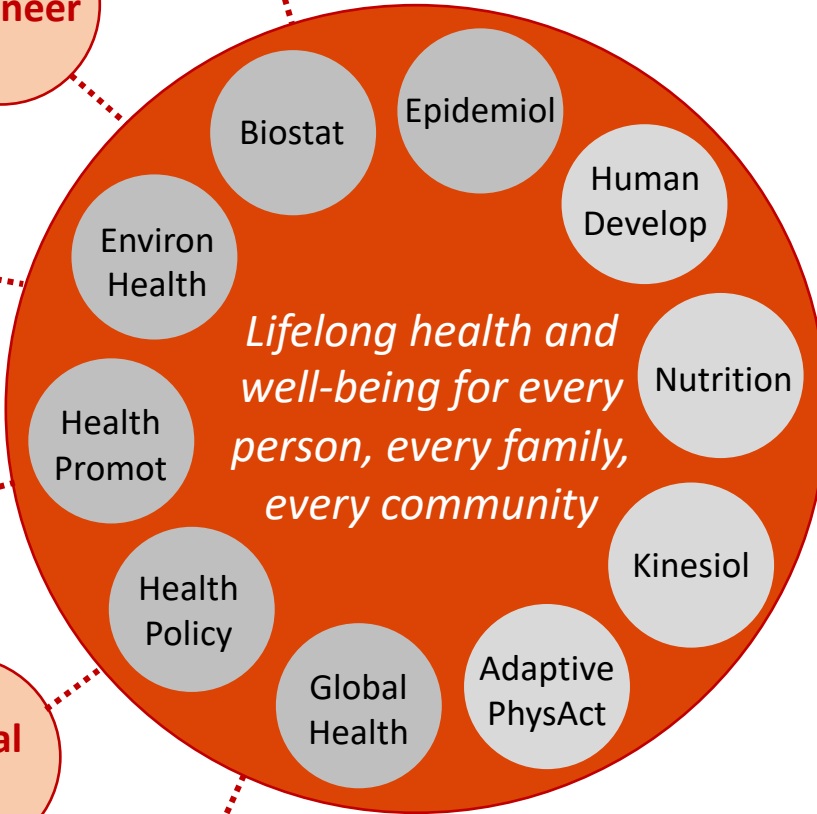 neer
Biostat
Epidemiol
Human
Develop
Environ
Health
Nutrition
Lifelong health and
well-being for every
person, every family,
every community
Health
Promot
Kinesiol
Health
Policy
Adaptive
PhysAct
Global
Health
al